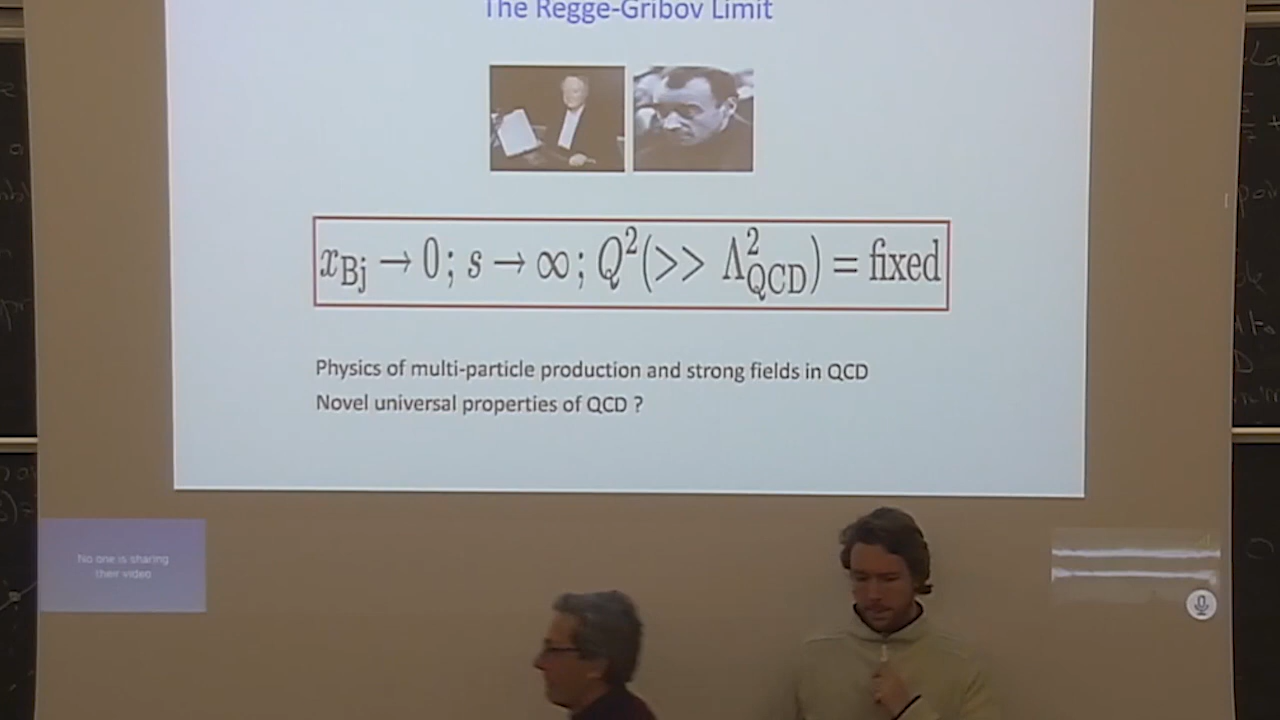 The Regge-Gribov Limit
x_Bj → 0; s → ∞; Q²(>> Λ²_QCD) = fixed
Physics of multi-particle production and strong fields in QCD
Novel universal properties of QCD ?
No one is sharing
their video